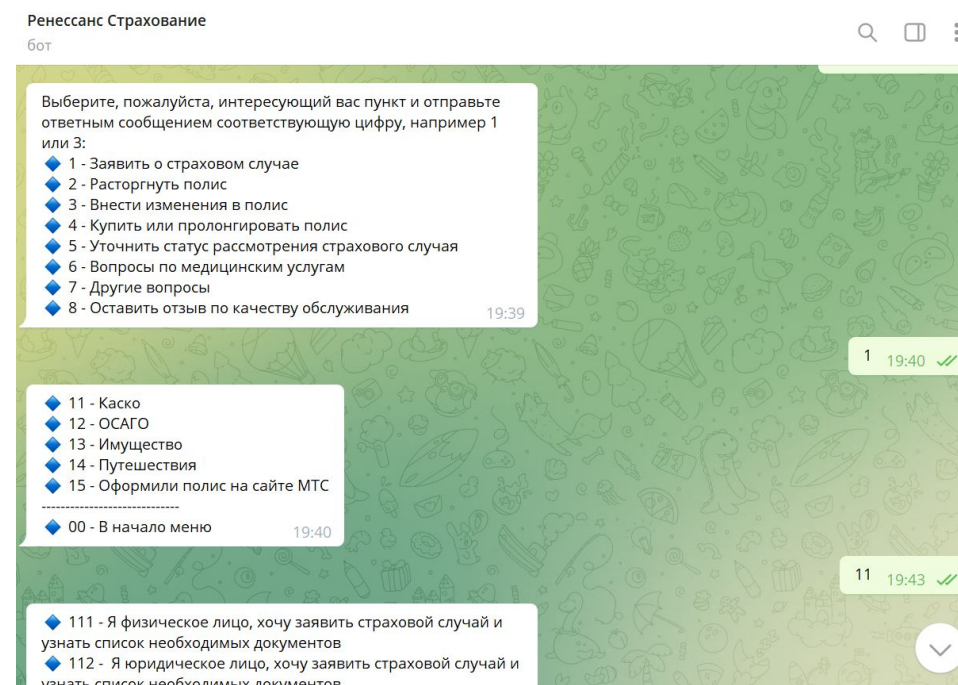 Ренессанс Страхование
бот
Выберите, пожалуйста, интересующий вас пункт и отправьте
ответным сообщением соответствующую цифру, например 1
или 3:
1 - Заявить о страховом случае
2 - Расторгнуть полис
3 - Внести изменения в полис
4 - Купить или пролонгировать полис
5 - Уточнить статус рассмотрения страхового случая
6 - Вопросы по медицинским услугам
7 - Другие вопросы
8 - Оставить отзыв по качеству обслуживания
19:39
1 19:40
11 - Каско
12 - ОСАГО
13 - Имущество
14 - Путешествия
15 - Оформили полис на сайте МТС
-----------------------------
00 - В начало меню
19:40
11 19:43
111 - Я физическое лицо, хочу заявить страховой случай и
узнать список необходимых документов
112 - Я юридическое лицо, хочу заявить страховой случай и
узнать список необходимых документов